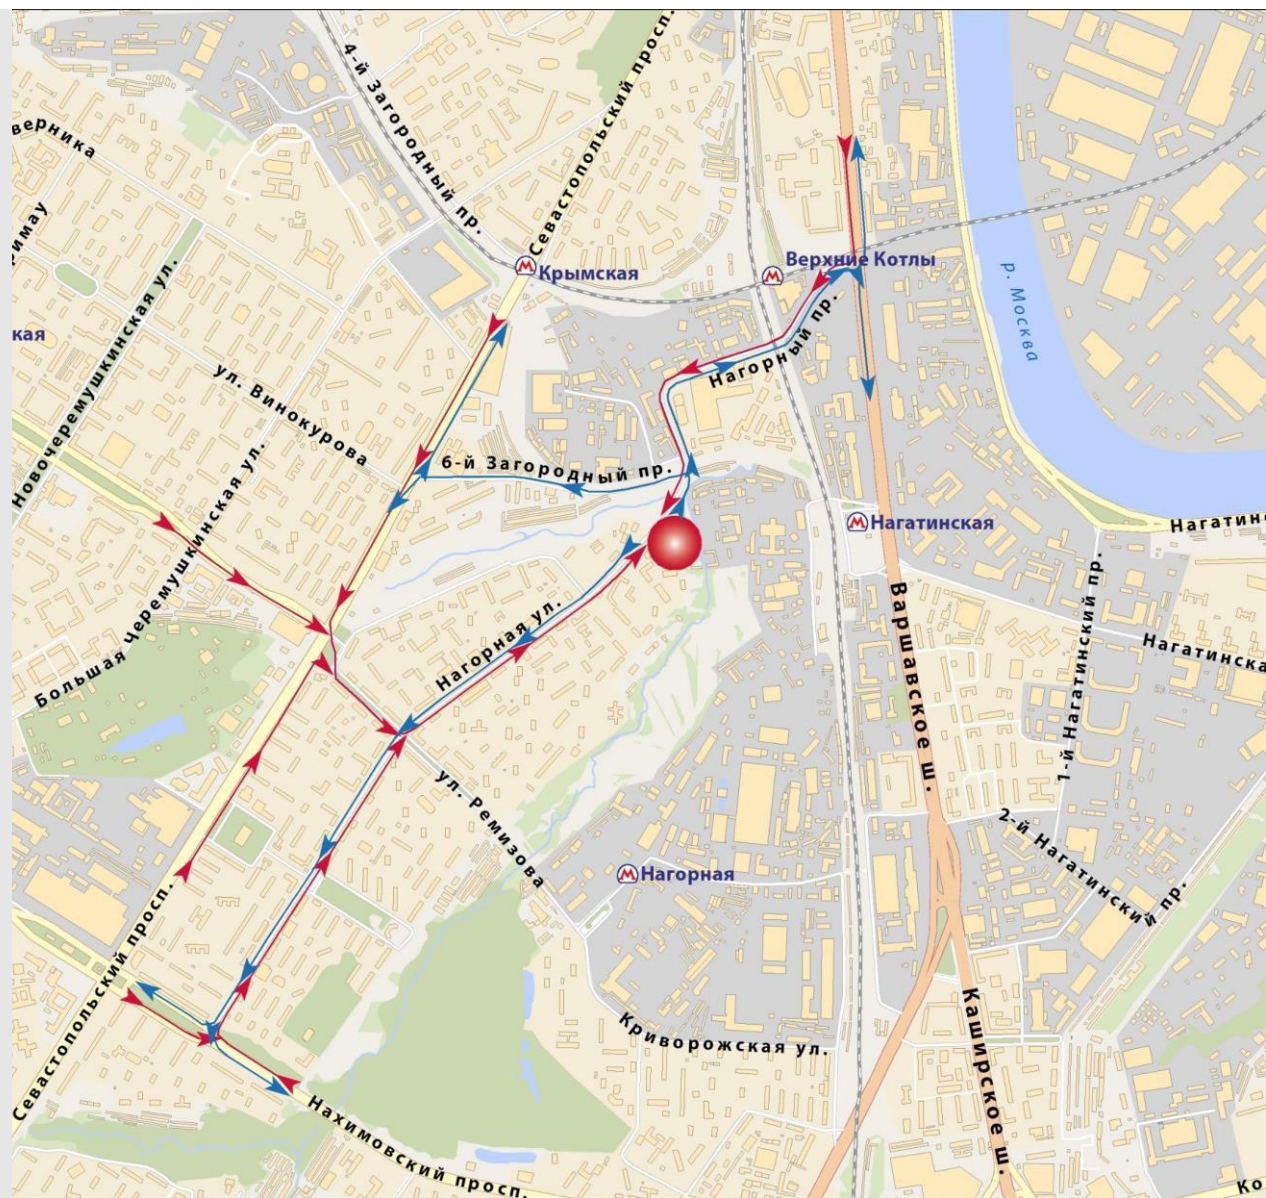 4-й Загородный пр.
Севастопольский просп.
верника
Крымская
Верхние Котлы
р. Москва
кая
Новочеремушкинская ул.
ул. Винокурова
Нагорный пр.
Большая Черемушкинская ул.
6-й Загородный пр.
Нагатинская
Нагатинс
Нагорная ул.
Варшавское ш.
1-й Нагатинский пр.
Нагатинска
ул. Ремизова
2-й Нагатинский пр.
Нагорная
Севастопольский просп.
Криворожская ул.
Каширское ш.
Нахимовский просп.
Ко